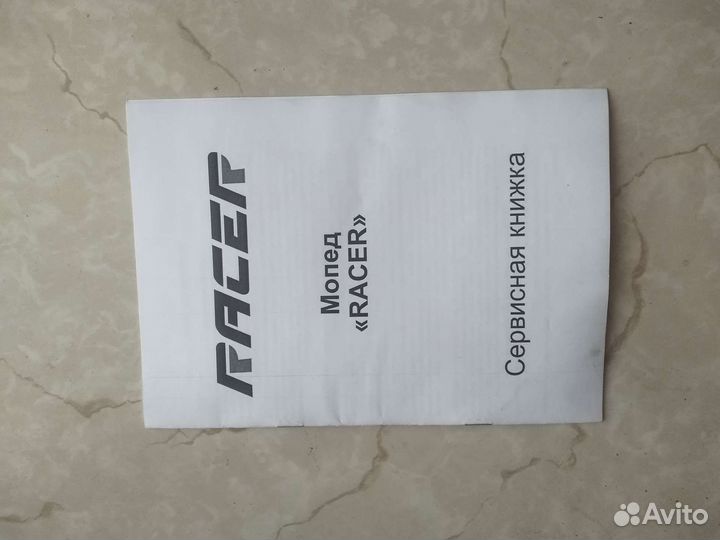 RACER
Мопед
«RACER»
Сервисная книжка
Avito